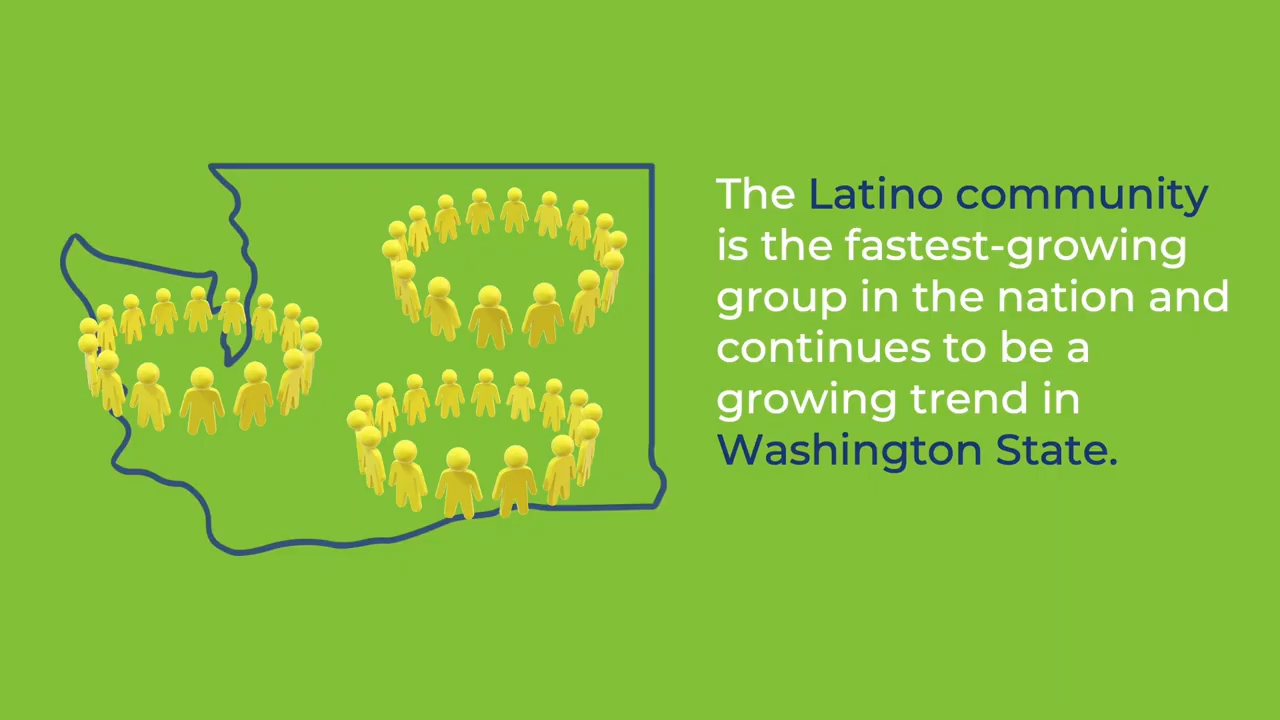 The Latino community
is the fastest-growing
group in the nation and
continues to be a
growing trend in
Washington State.